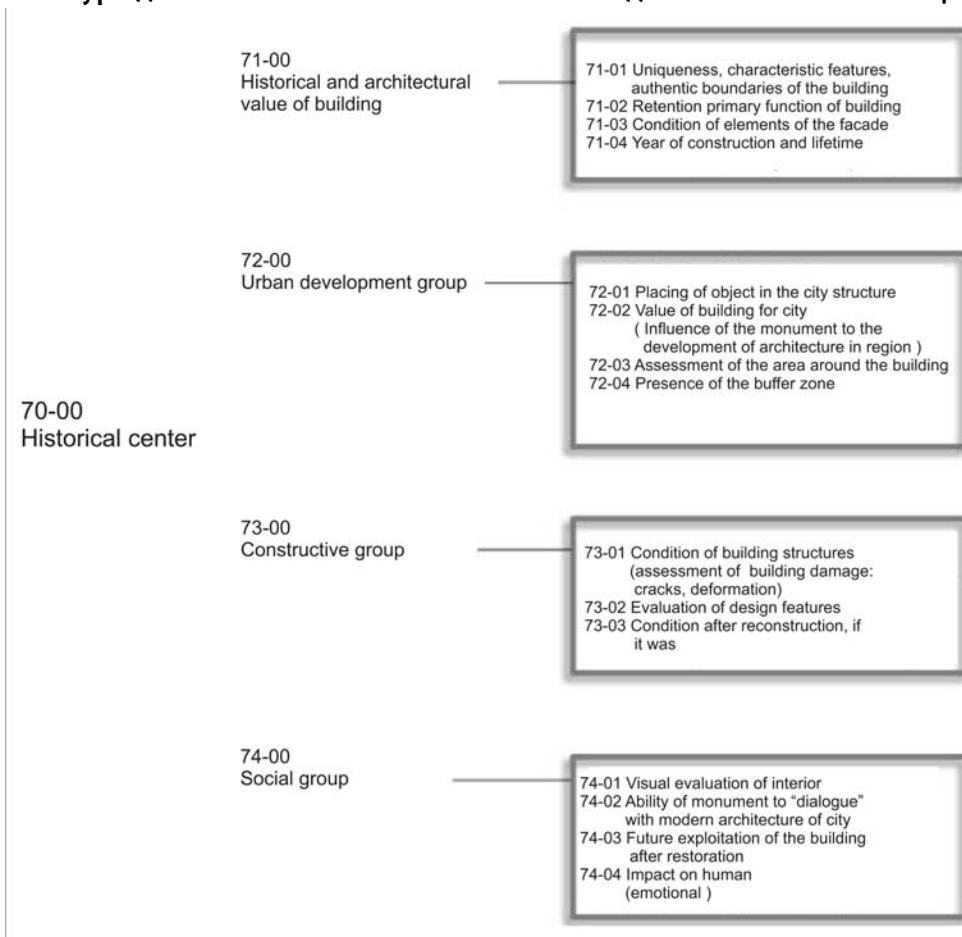 70-00
Historical center
71-00
Historical and architectural
value of building
71-01 Uniqueness, characteristic features,
authentic boundaries of the building
71-02 Retention primary function of building
71-03 Condition of elements of the facade
71-04 Year of construction and lifetime
72-00
Urban development group
72-01 Placing of object in the city structure
72-02 Value of building for city
( Influence of the monument to the
development of architecture in region )
72-03 Assessment of the area around the building
72-04 Presence of the buffer zone
73-00
Constructive group
73-01 Condition of building structures
(assessment of building damage:
cracks, deformation)
73-02 Evaluation of design features
73-03 Condition after reconstruction, if
it was
74-00
Social group
74-01 Visual evaluation of interior
74-02 Ability of monument to “dialogue”
with modern architecture of city
74-03 Future exploitation of the building
after restoration
74-04 Impact on human
(emotional )